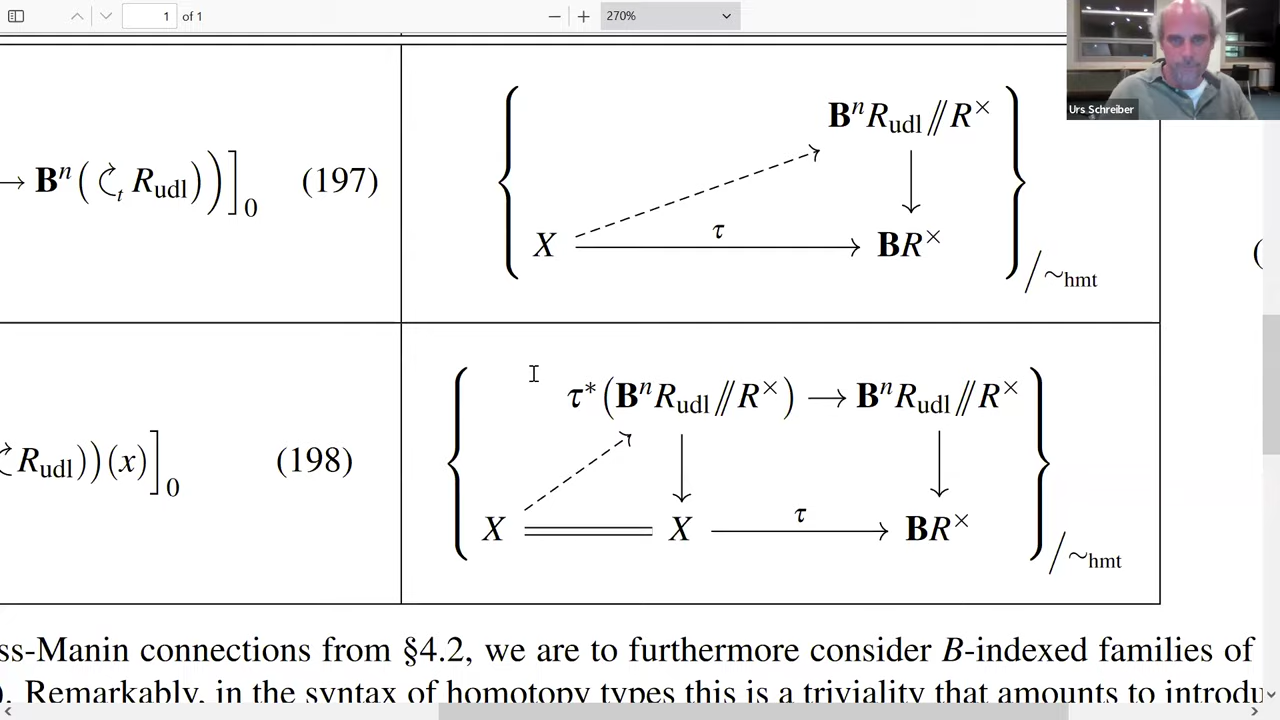 1 of 1
270%
Urs Schreiber
→ Bⁿ(⟳ₜ R_udl))]₀ (197)
{ BⁿR_udl ⫽ R^×
X τ BR^× } / ~hmt
R_udl))(x)]₀ (198)
{ τ*(BⁿR_udl ⫽ R^×) → BⁿR_udl ⫽ R^×
X X τ BR^× } / ~hmt
ss-Manin connections from §4.2, we are to furthermore consider B-indexed families of
). Remarkably, in the syntax of homotopy types this is a triviality that amounts to introdu